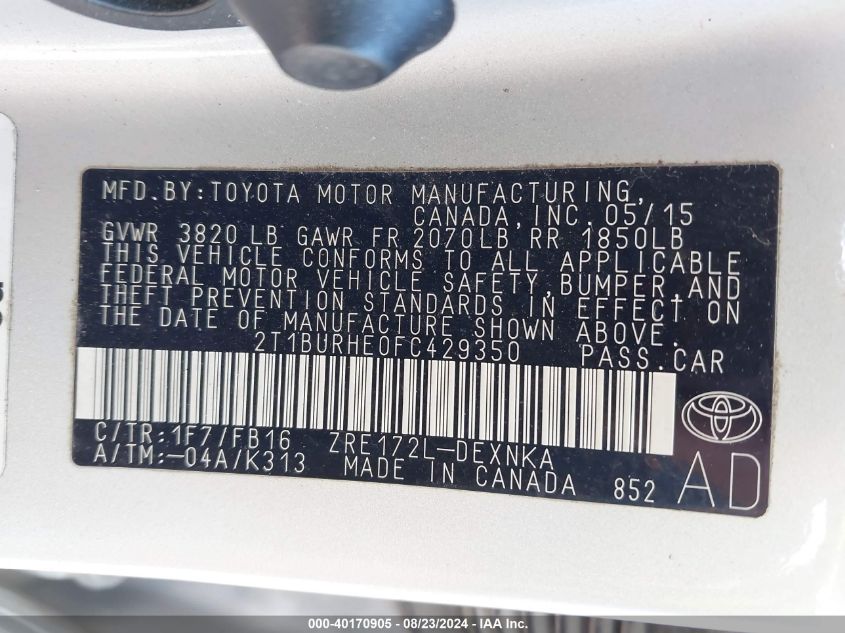 MFD.BY:TOYOTA MOTOR MANUFACTURING,
CANADA,INC.05/15
GVWR 3820 LB GAWR FR 2070LB RR 1850LB
THIS VEHICLE CONFORMS TO ALL APPLICABLE
FEDERAL MOTOR VEHICLE SAFETY,BUMPER,AND
THEFT PREVENTION STANDARDS IN EFFECT ON
THE DATE OF MANUFACTURE SHOWN ABOVE.
2T1BURHE0FC429350 PASS.CAR
C/TR:1F7/FB16 ZRE172L-DEXNKA
A/TM:-04A/K313 MADE IN CANADA 852 AD
000-40170905 - 08/23/2024 - IAA Inc.